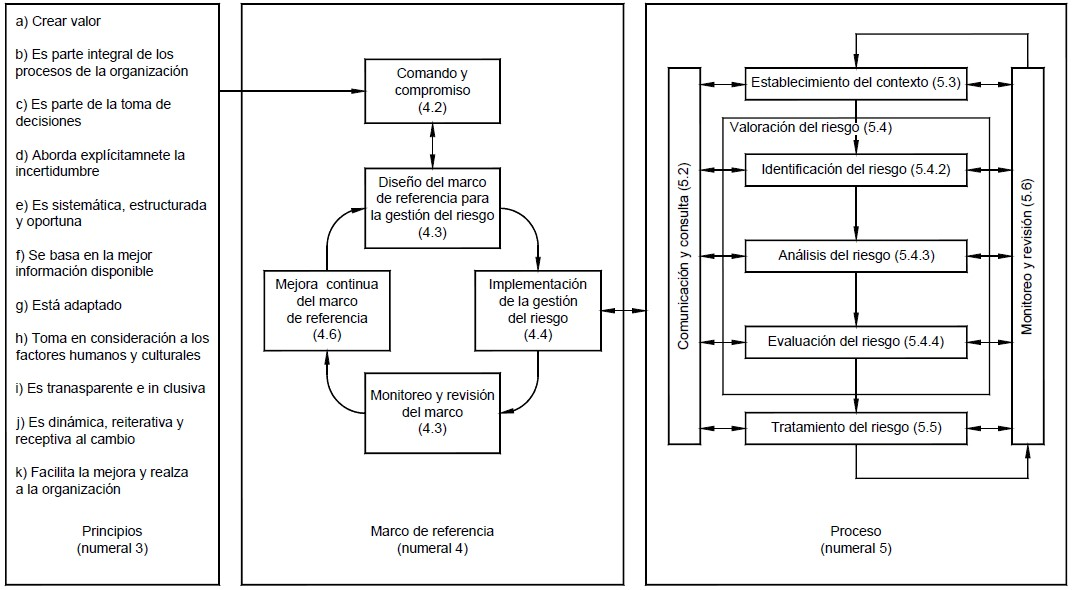 a) Crear valor
b) Es parte integral de los
procesos de la organización
c) Es parte de la toma de
decisiones
d) Aborda explícitamnete la
incertidumbre
e) Es sistemática, estructurada
y oportuna
f) Se basa en la mejor
información disponible
g) Está adaptado
h) Toma en consideración a los
factores humanos y culturales
i) Es tranasparente e in clusiva
j) Es dinámica, reiterativa y
receptiva al cambio
k) Facilita la mejora y realza
a la organización
Principios
(numeral 3)
Comando y
compromiso
(4.2)
Diseño del marco
de referencia para
la gestión del riesgo
(4.3)
Mejora continua
del marco
de referencia
(4.6)
Implementación
de la gestión
del riesgo
(4.4)
Monitoreo y revisión
del marco
(4.3)
Marco de referencia
(numeral 4)
Comunicación y consulta (5.2)
Establecimiento del contexto (5.3)
Valoración del riesgo (5.4)
Identificación del riesgo (5.4.2)
Análisis del riesgo (5.4.3)
Evaluación del riesgo (5.4.4)
Tratamiento del riesgo (5.5)
Monitoreo y revisión (5.6)
Proceso
(numeral 5)